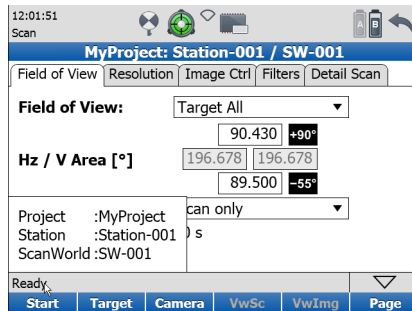 12:01:51
Scan
A B
MyProject: Station-001 / SW-001
Field of View Resolution Image Ctrl Filters Detail Scan
Field of View: Target All
90.430 +90°
Hz / V Area [°] 196.678 196.678
89.500 -55°
can only
Project :MyProject
Station :Station-001
ScanWorld :SW-001
s
Ready
Start Target Camera VwSc VwImg Page